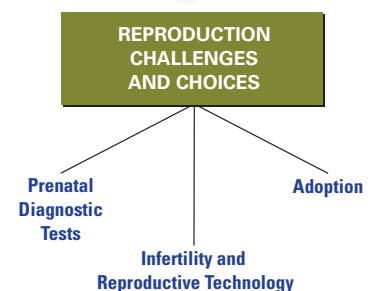 REPRODUCTION
CHALLENGES
AND CHOICES
Prenatal
Diagnostic
Tests
Adoption
Infertility and
Reproductive Technology